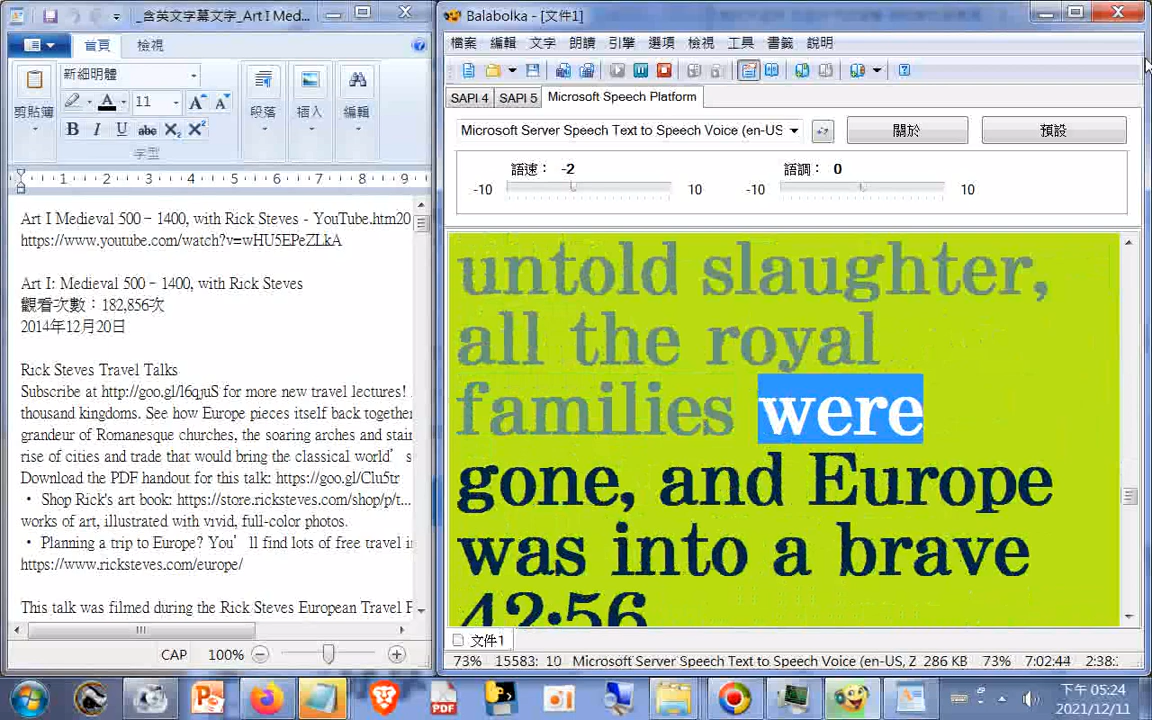 _含英文字幕文字_Art I Med...
首頁
檢視
新細明體
11
剪貼簿
段落
插入
編輯
B I U abc X₂ X²
字型
1 2 3 4 5 6 7 8 9
Art I Medieval 500 – 1400, with Rick Steves - YouTube.htm20
https://www.youtube.com/watch?v=wHU5EPeZLkA
Art I: Medieval 500 – 1400, with Rick Steves
觀看次數：182,856次
2014年12月20日
Rick Steves Travel Talks
Subscribe at http://goo.gl/l6qjuS for more new travel lectures!
thousand kingdoms. See how Europe pieces itself back together
grandeur of Romanesque churches, the soaring arches and stain
rise of cities and trade that would bring the classical world's
Download the PDF handout for this talk: https://goo.gl/Clu5tr
• Shop Rick's art book: https://store.ricksteves.com/shop/p/t...
works of art, illustrated with vivid, full-color photos.
• Planning a trip to Europe? You'll find lots of free travel i
https://www.ricksteves.com/europe/
This talk was filmed during the Rick Steves European Travel F
CAP 100%
Balabolka - [文件1]
檔案 編輯 文字 朗讀 引擎 選項 檢視 工具 書籤 說明
SAPI 4 SAPI 5 Microsoft Speech Platform
Microsoft Server Speech Text to Speech Voice (en-US
關於
預設
語速： -2
語調： 0
-10 10 -10 10
untold slaughter,
all the royal
families were
gone, and Europe
was into a brave
42:56
文件1
73% 15583: 10 Microsoft Server Speech Text to Speech Voice (en-US, Z 286 KB 73% 7:02:44 2:38:
PDF
下午 05:24
2021/12/11